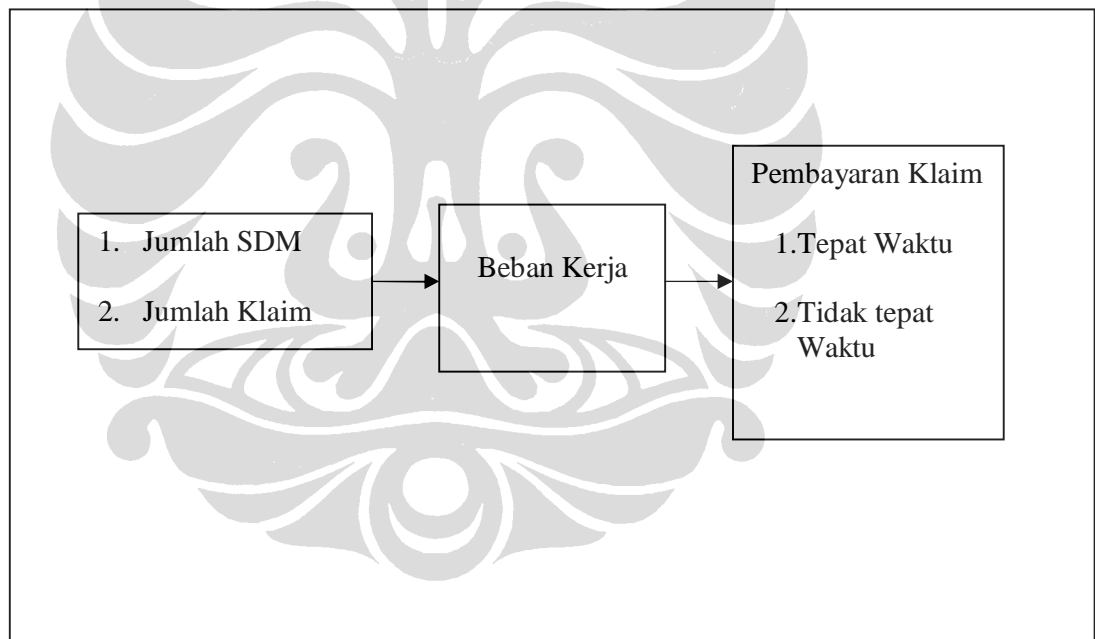 1. Jumlah SDM
2. Jumlah Klaim
Beban Kerja
Pembayaran Klaim
1.Tepat Waktu
2.Tidak tepat
Waktu